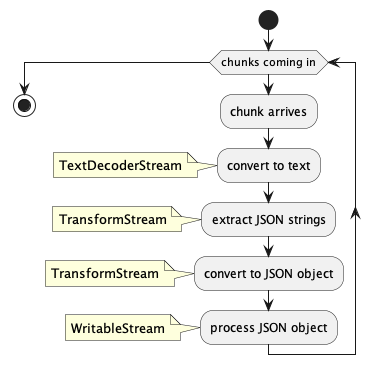 chunks coming in
chunk arrives
TextDecoderStream
convert to text
TransformStream
extract JSON strings
TransformStream
convert to JSON object
WritableStream
process JSON object